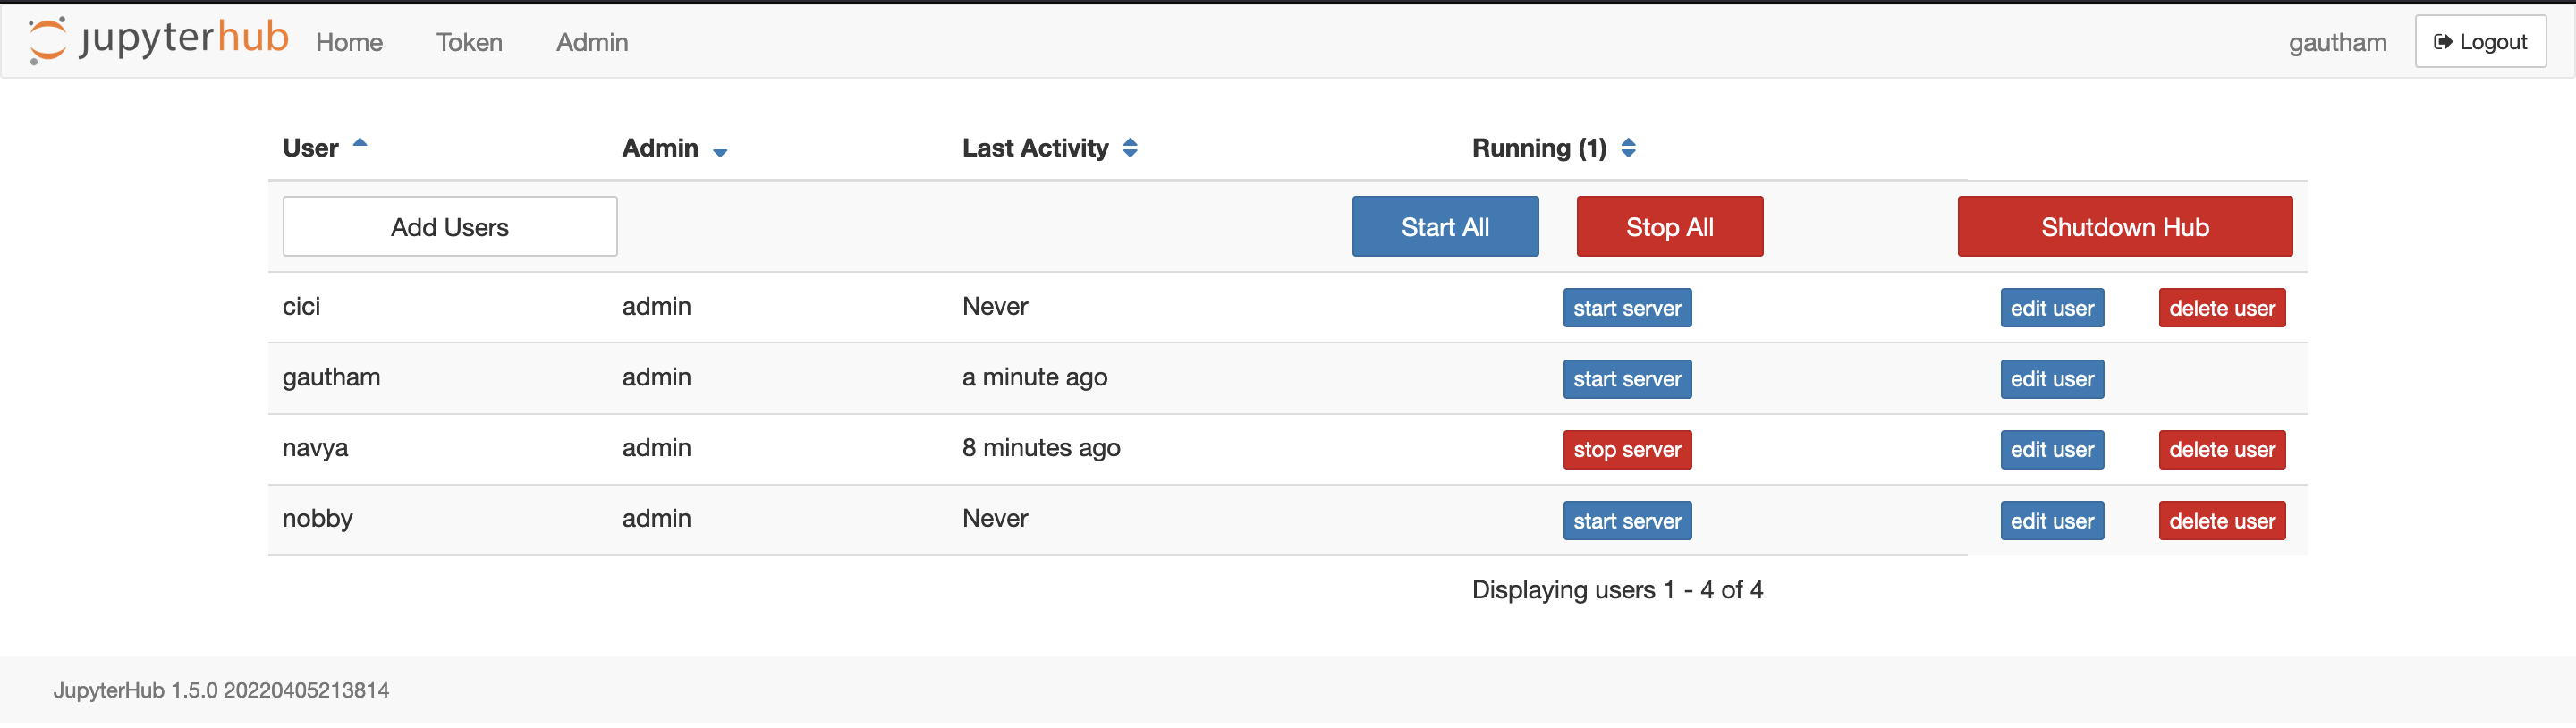 jupyterhub Home Token Admin gautham Logout
User Admin Last Activity Running (1)
Add Users Start All Stop All Shutdown Hub
cici admin Never start server edit user delete user
gautham admin a minute ago start server edit user
navya admin 8 minutes ago stop server edit user delete user
nobby admin Never start server edit user delete user
Displaying users 1 - 4 of 4
JupyterHub 1.5.0 20220405213814